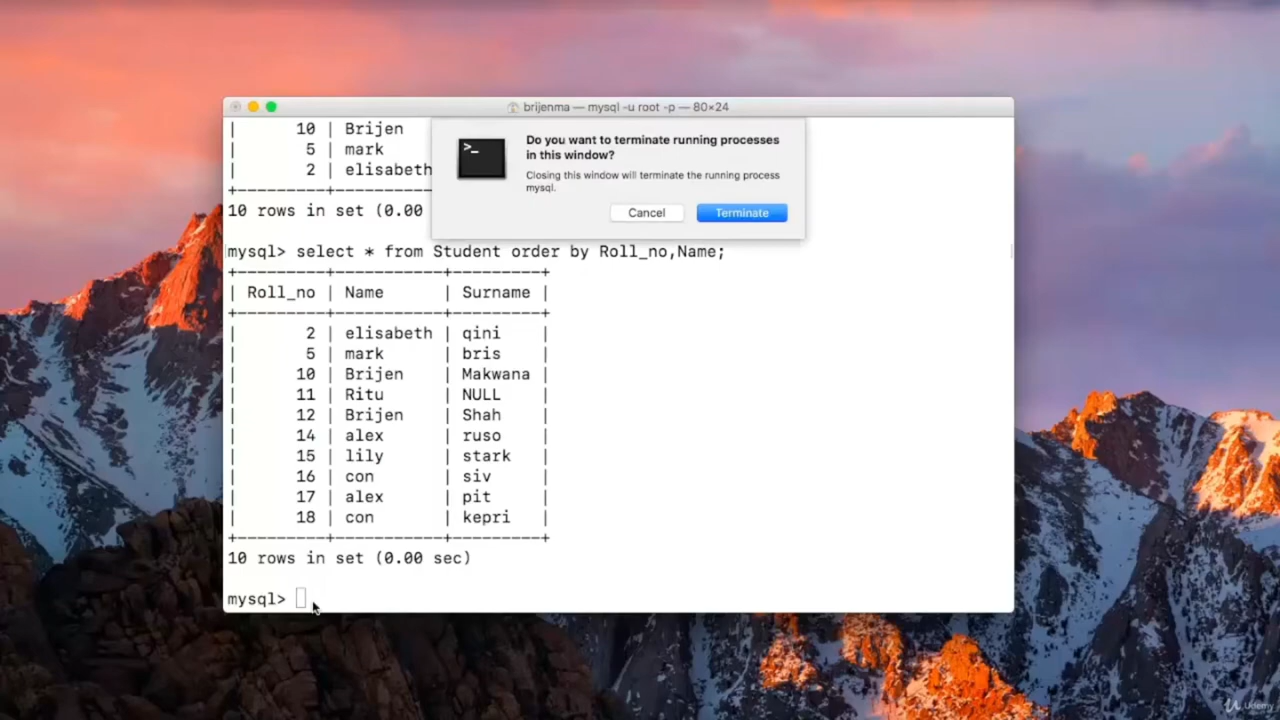 brijenma — mysql -u root -p — 80×24
| 10 | Brijen
| 5 | mark
| 2 | elisabeth
+---------+-----------
10 rows in set (0.00
>_
Do you want to terminate running processes
in this window?
Closing this window will terminate the running process
mysql.
Cancel
Terminate
mysql> select * from Student order by Roll_no,Name;
+---------+-----------+---------+
| Roll_no | Name | Surname |
+---------+-----------+---------+
| 2 | elisabeth | qini |
| 5 | mark | bris |
| 10 | Brijen | Makwana |
| 11 | Ritu | NULL |
| 12 | Brijen | Shah |
| 14 | alex | ruso |
| 15 | lily | stark |
| 16 | con | siv |
| 17 | alex | pit |
| 18 | con | kepri |
+---------+-----------+---------+
10 rows in set (0.00 sec)
mysql>
Udemy